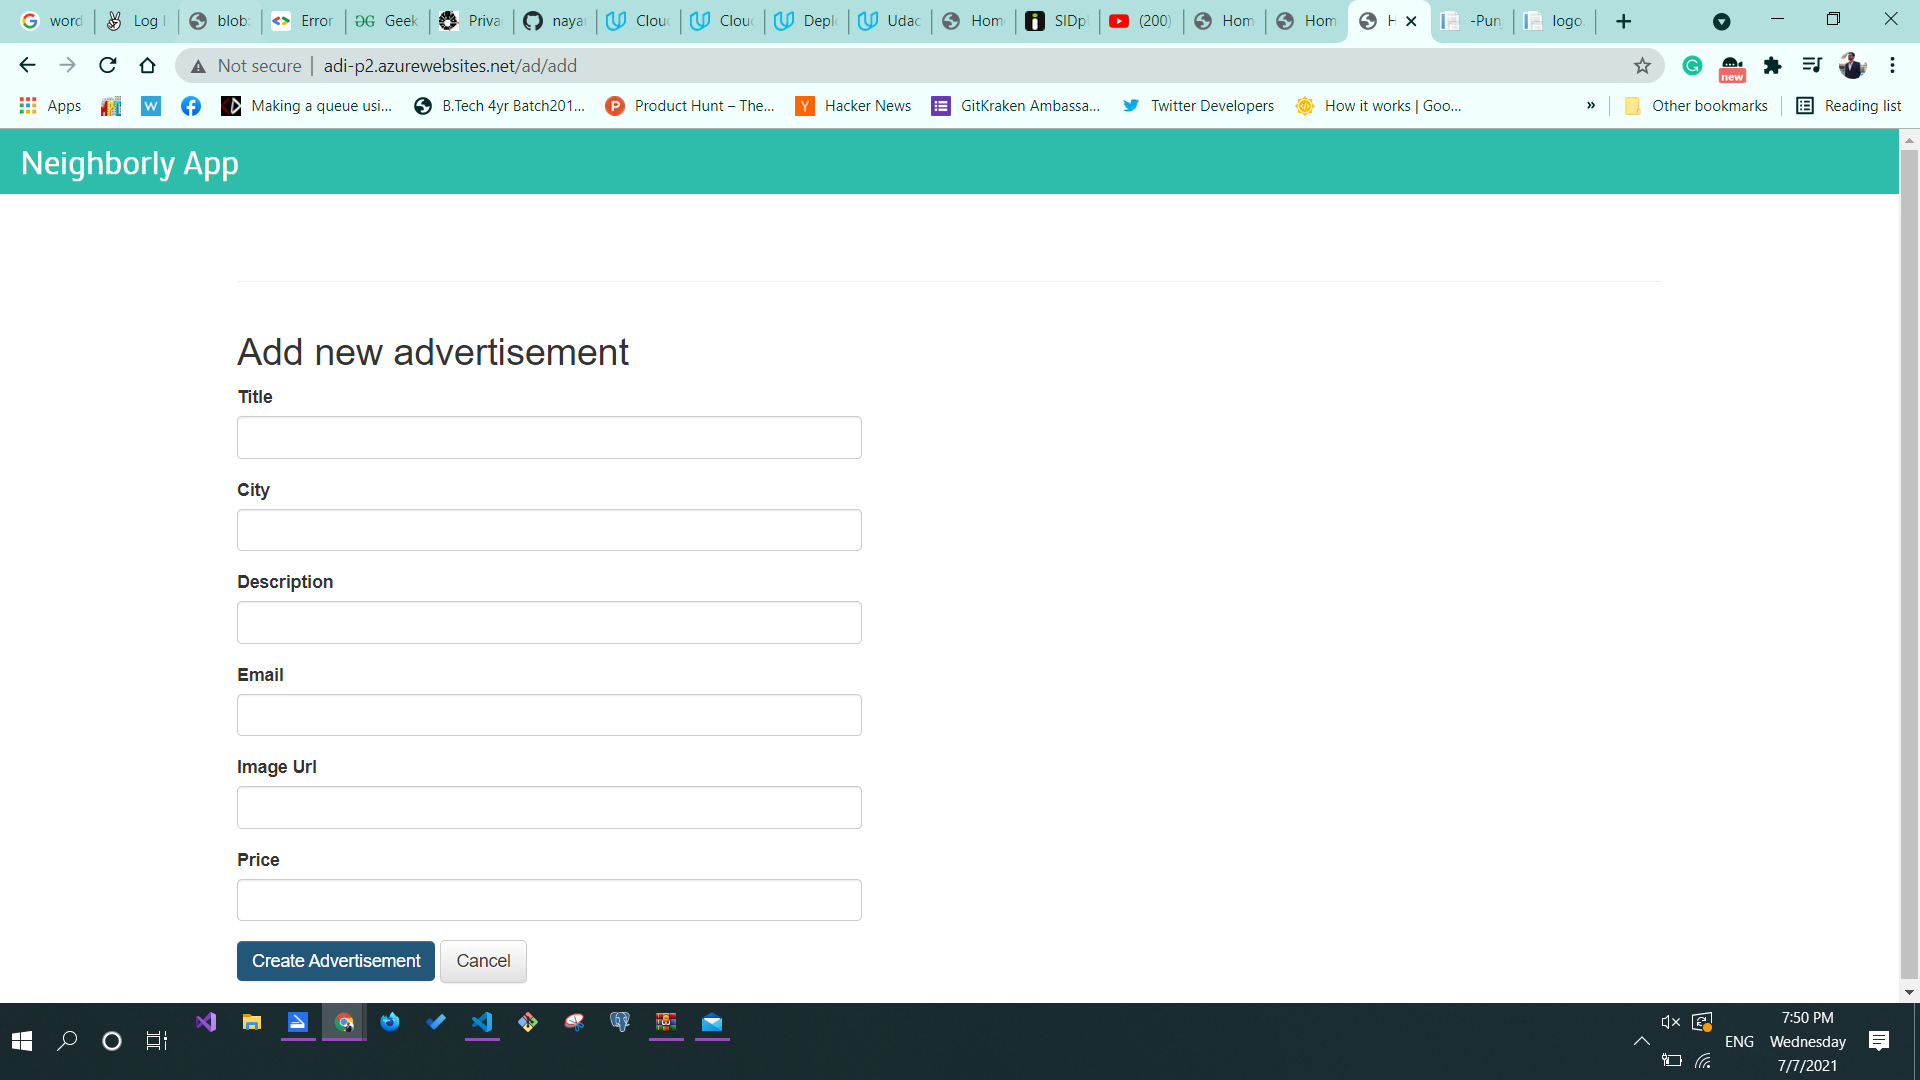 word
Log
blob:
Error
Geek
Priva
nayar
Clou
Clou
Deplo
Udac
Hom
SIDp
(200)
Hom
Hom
H
-Pun
logo.
Not secure
adi-p2.azurewebsites.net/ad/add
new
Apps
Making a queue usi...
B.Tech 4yr Batch201...
Product Hunt – The...
Hacker News
GitKraken Ambassa...
Twitter Developers
How it works | Goo...
»
Other bookmarks
Reading list
Neighborly App
Add new advertisement
Title
City
Description
Email
Image Url
Price
Create Advertisement
Cancel
7:50 PM
ENG
Wednesday
7/7/2021